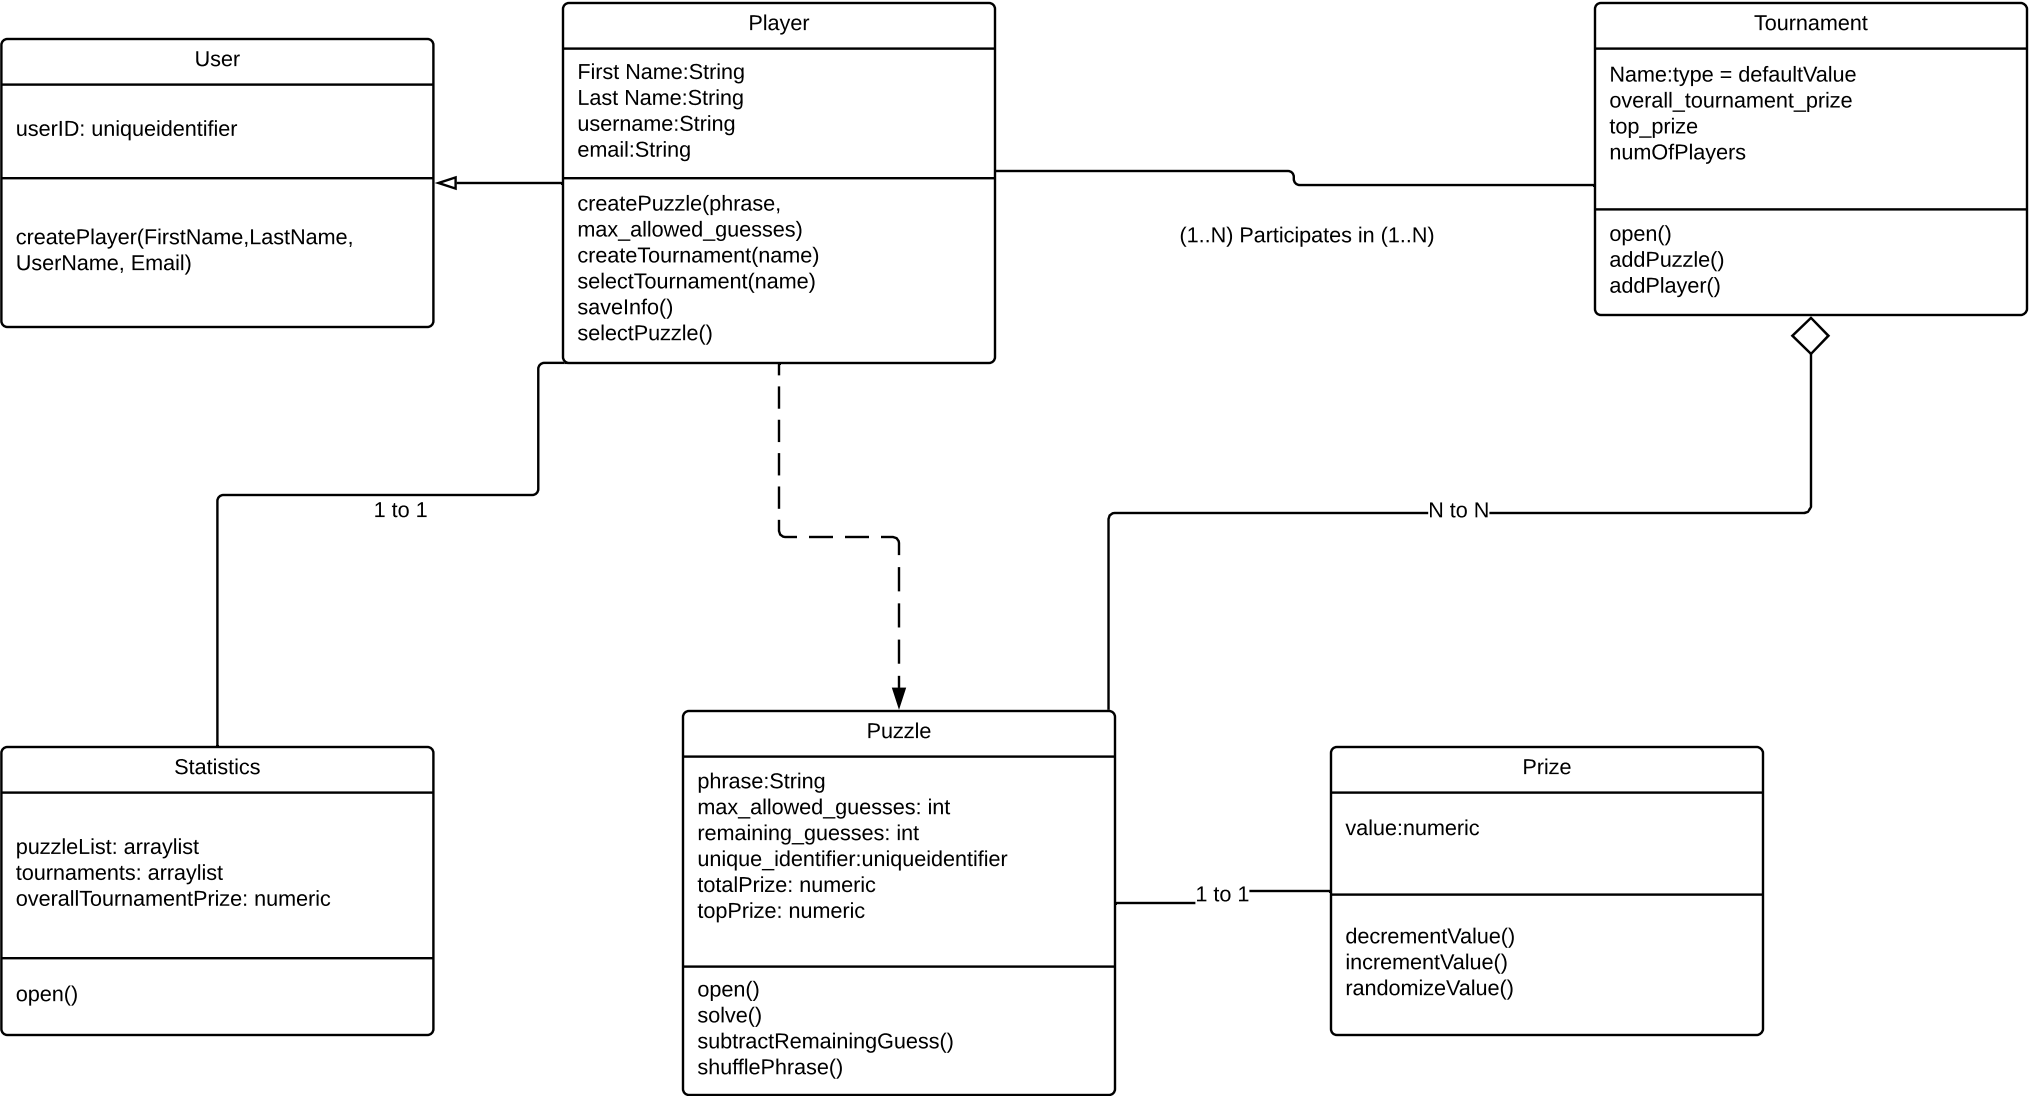 User
userID: uniqueidentifier
createPlayer(FirstName,LastName,
UserName, Email)
Player
First Name:String
Last Name:String
username:String
email:String
createPuzzle(phrase,
max_allowed_guesses)
createTournament(name)
selectTournament(name)
saveInfo()
selectPuzzle()
(1..N) Participates in (1..N)
Tournament
Name:type = defaultValue
overall_tournament_prize
top_prize
numOfPlayers
open()
addPuzzle()
addPlayer()
1 to 1
N to N
Statistics
puzzleList: arraylist
tournaments: arraylist
overallTournamentPrize: numeric
open()
Puzzle
phrase:String
max_allowed_guesses: int
remaining_guesses: int
unique_identifier:uniqueidentifier
totalPrize: numeric
topPrize: numeric
open()
solve()
subtractRemainingGuess()
shufflePhrase()
1 to 1
Prize
value:numeric
decrementValue()
incrementValue()
randomizeValue()